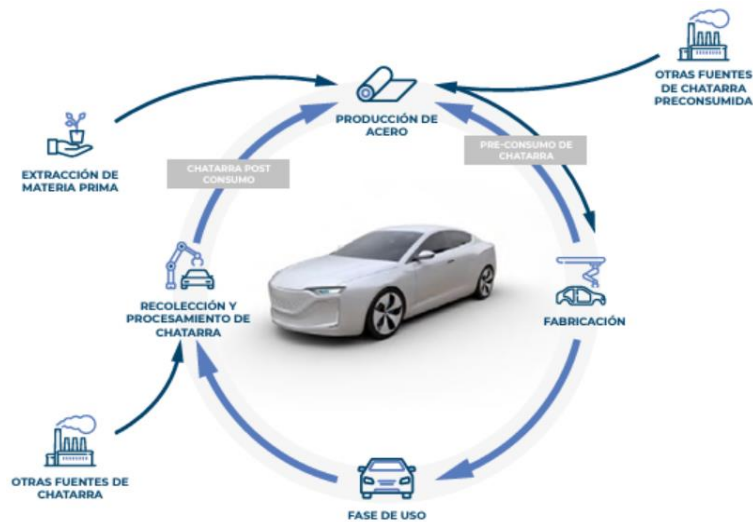 OTRAS FUENTES
DE CHATARRA
PRECONSUMIDA
PRODUCCIÓN DE
ACERO
PRE-CONSUMO DE
CHATARRA
EXTRACCIÓN DE
MATERIA PRIMA
CHATARRA POST
CONSUMO
RECOLECCIÓN Y
PROCESAMIENTO DE
CHATARRA
FABRICACIÓN
OTRAS FUENTES DE
CHATARRA
FASE DE USO